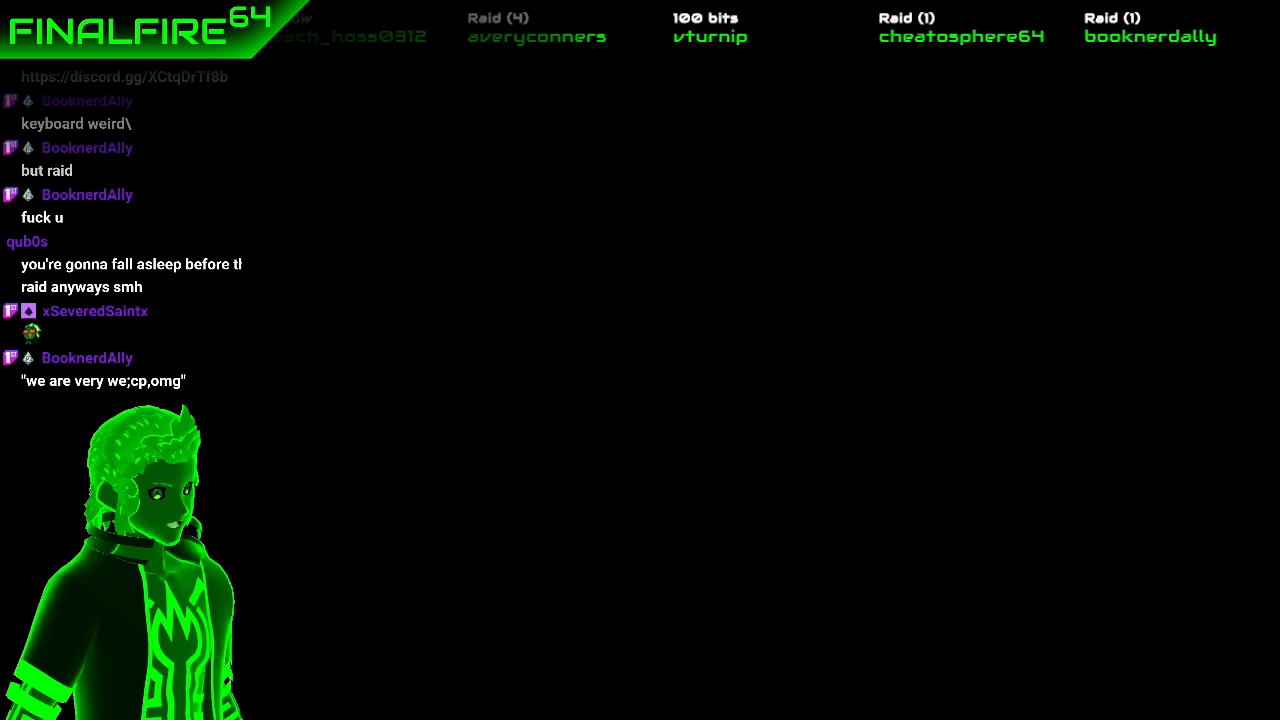 FINALFIRE64
Raid (4)
averyconners
100 bits
vturnip
Raid (1)
cheatosphere64
Raid (1)
booknerdally
https://discord.gg/XCtqDrTf8b
BooknerdAlly
keyboard weird\
BooknerdAlly
but raid
BooknerdAlly
fuck u
qub0s
you're gonna fall asleep before th
raid anyways smh
xSeveredSaintx
BooknerdAlly
"we are very we;cp,omg"